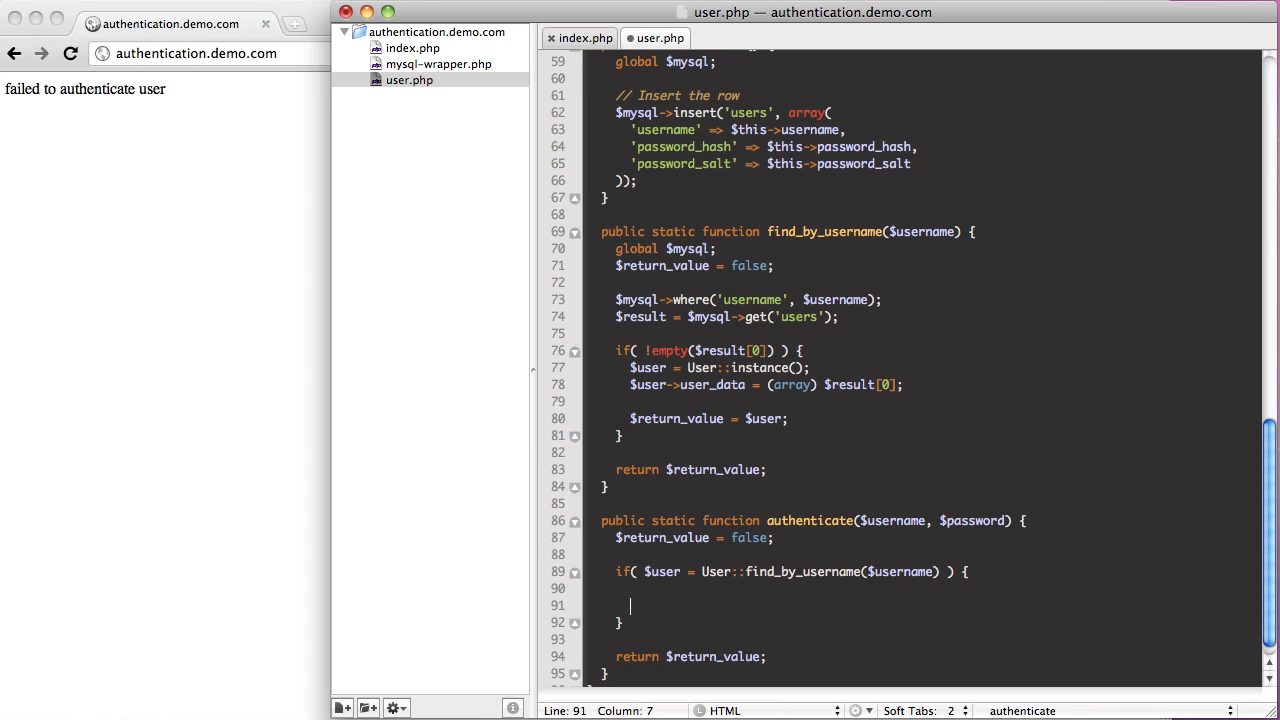 authentication.demo.com
authentication.demo.com
failed to authenticate user
user.php — authentication.demo.com
authentication.demo.com
index.php
mysql-wrapper.php
user.php
index.php
user.php
59 global $mysql;
60
61 // Insert the row
62 $mysql->insert('users', array(
63 'username' => $this->username,
64 'password_hash' => $this->password_hash,
65 'password_salt' => $this->password_salt
66 ));
67 }
68
69 public static function find_by_username($username) {
70 global $mysql;
71 $return_value = false;
72
73 $mysql->where('username', $username);
74 $result = $mysql->get('users');
75
76 if( !empty($result[0]) ) {
77 $user = User::instance();
78 $user->user_data = (array) $result[0];
79
80 $return_value = $user;
81 }
82
83 return $return_value;
84 }
85
86 public static function authenticate($username, $password) {
87 $return_value = false;
88
89 if( $user = User::find_by_username($username) ) {
90
91
92 }
93
94 return $return_value;
95 }
Line: 91 Column: 7
HTML
Soft Tabs: 2
authenticate